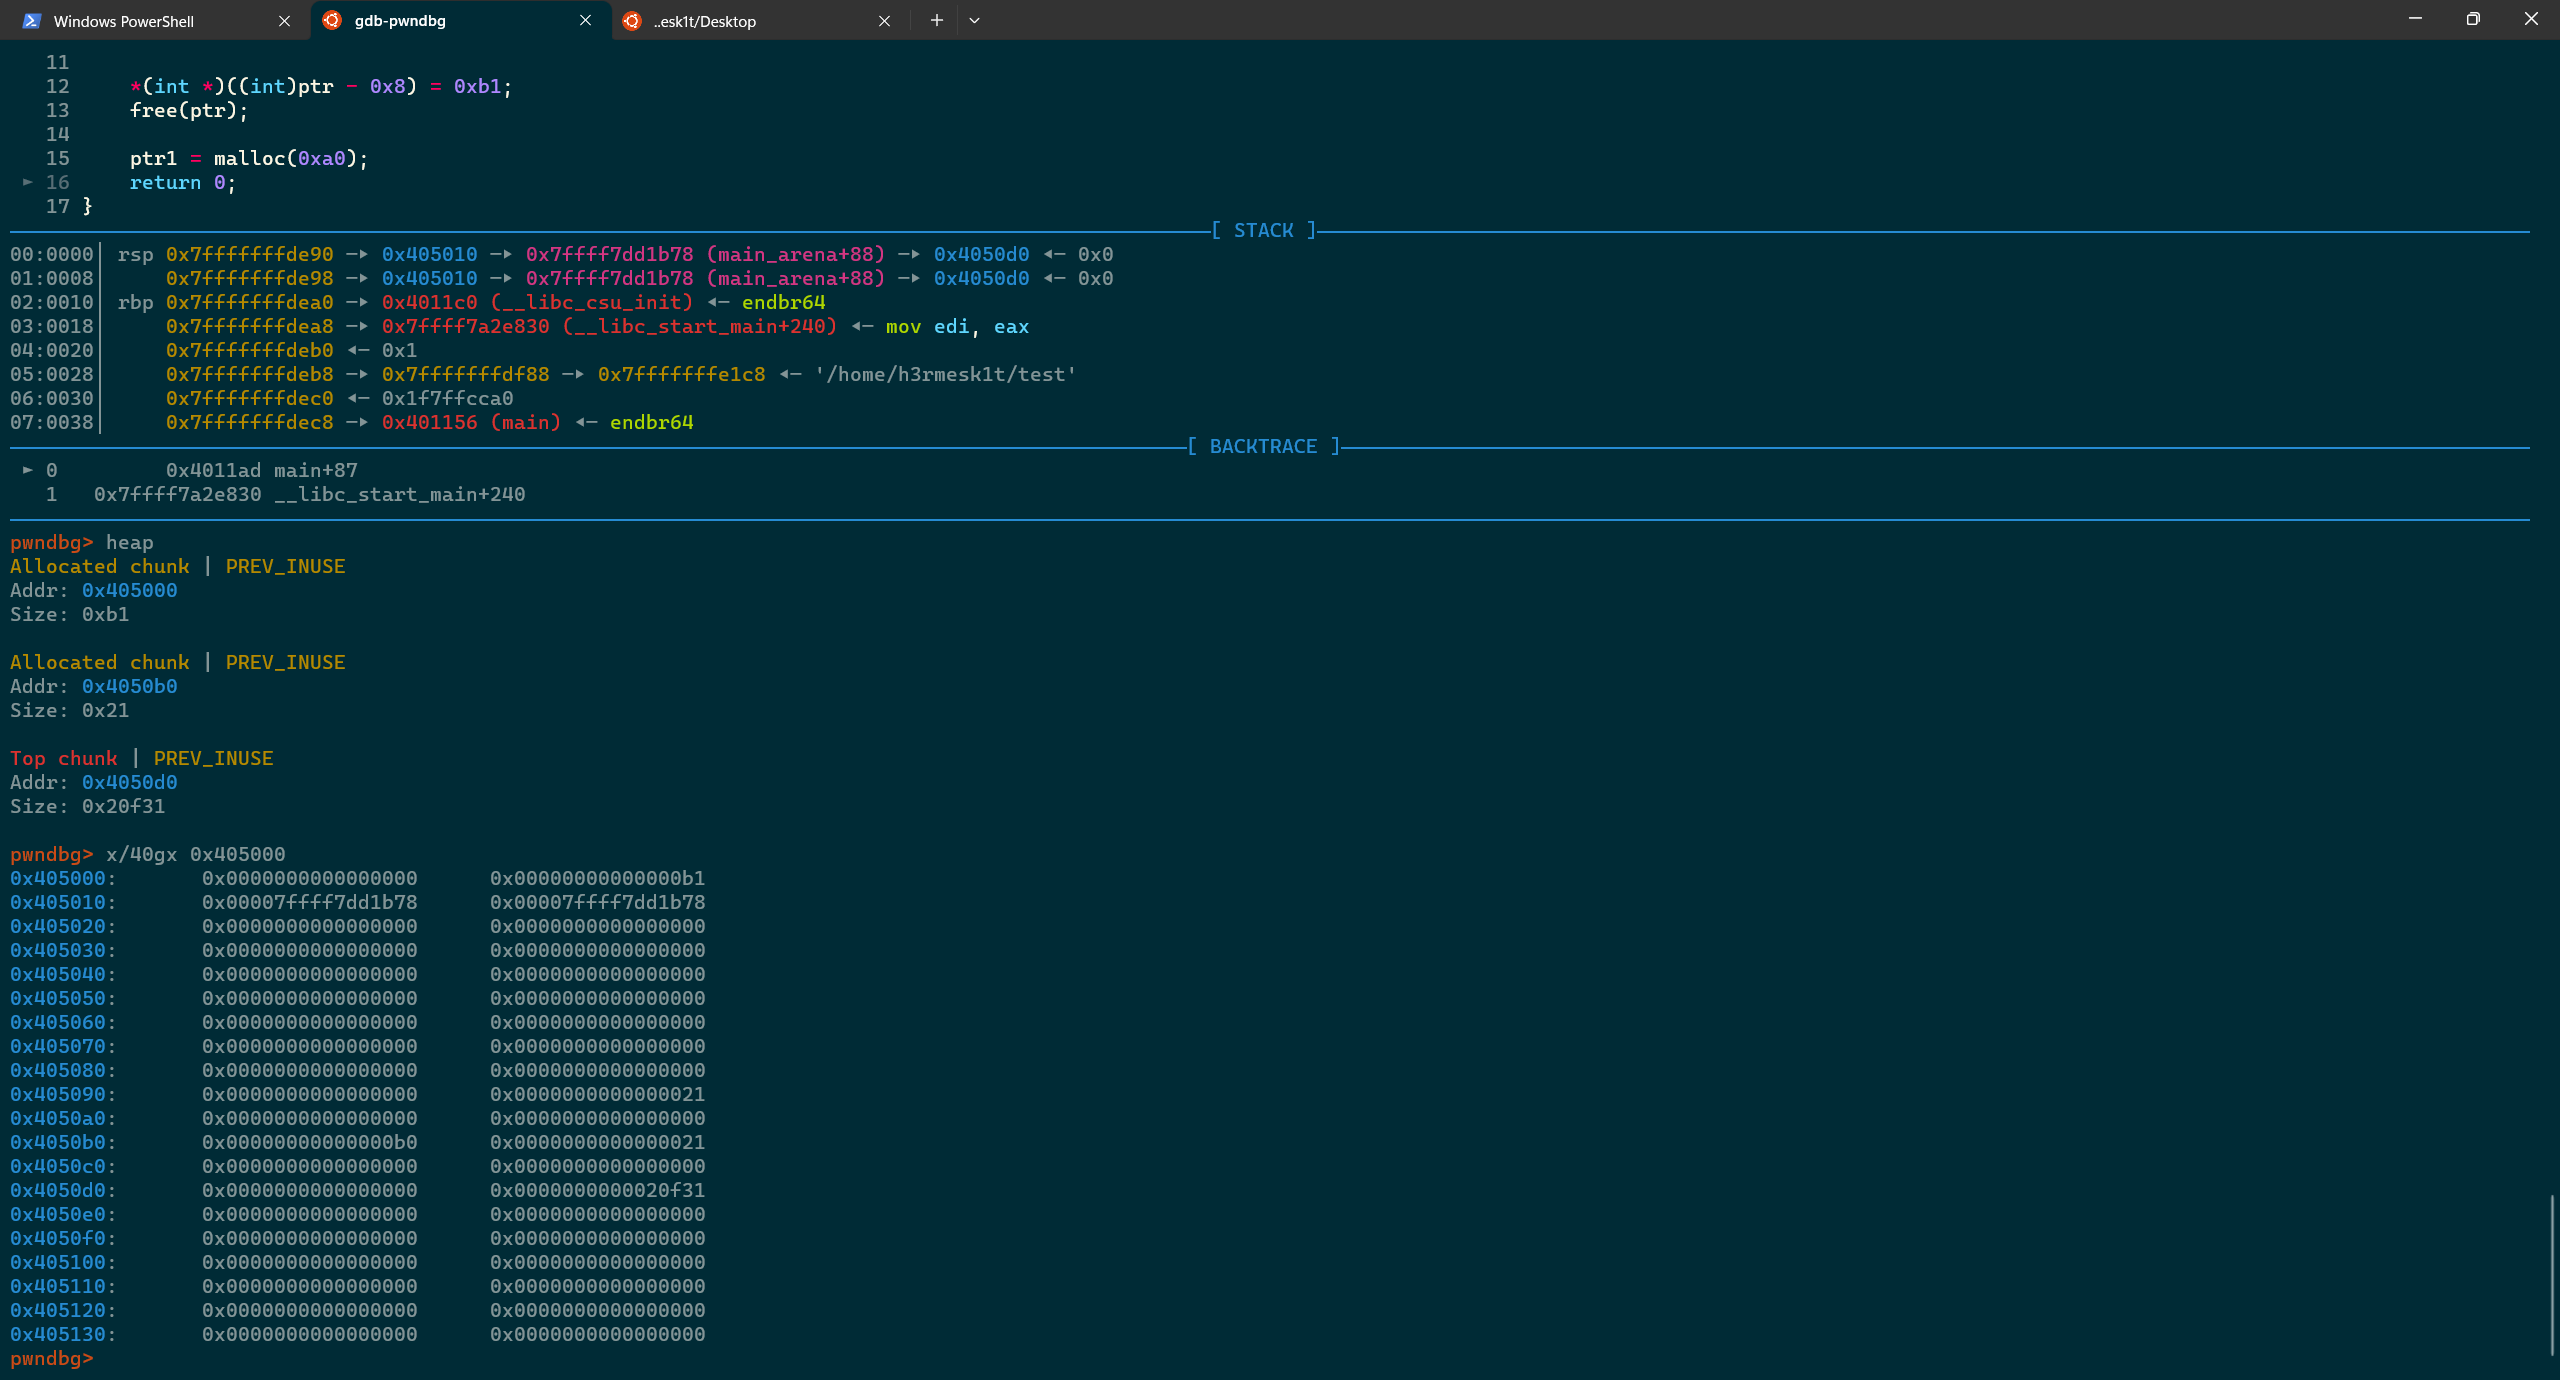 Windows PowerShell gdb-pwndbg ..esk1t/Desktop
11
12 *(int *)((int)ptr - 0x8) = 0xb1;
13 free(ptr);
14
15 ptr1 = malloc(0xa0);
► 16 return 0;
17 }
[ STACK ]
00:0000│ rsp 0x7fffffffde90 —▸ 0x405010 —▸ 0x7ffff7dd1b78 (main_arena+88) —▸ 0x4050d0 ◂— 0x0
01:0008│ 0x7fffffffde98 —▸ 0x405010 —▸ 0x7ffff7dd1b78 (main_arena+88) —▸ 0x4050d0 ◂— 0x0
02:0010│ rbp 0x7fffffffdea0 —▸ 0x4011c0 (__libc_csu_init) ◂— endbr64
03:0018│ 0x7fffffffdea8 —▸ 0x7ffff7a2e830 (__libc_start_main+240) ◂— mov edi, eax
04:0020│ 0x7fffffffdeb0 ◂— 0x1
05:0028│ 0x7fffffffdeb8 —▸ 0x7fffffffdf88 —▸ 0x7fffffffe1c8 ◂— '/home/h3rmesk1t/test'
06:0030│ 0x7fffffffdec0 ◂— 0x1f7ffcca0
07:0038│ 0x7fffffffdec8 —▸ 0x401156 (main) ◂— endbr64
[ BACKTRACE ]
► 0 0x4011ad main+87
1 0x7ffff7a2e830 __libc_start_main+240
pwndbg> heap
Allocated chunk | PREV_INUSE
Addr: 0x405000
Size: 0xb1
Allocated chunk | PREV_INUSE
Addr: 0x4050b0
Size: 0x21
Top chunk | PREV_INUSE
Addr: 0x4050d0
Size: 0x20f31
pwndbg> x/40gx 0x405000
0x405000: 0x0000000000000000 0x00000000000000b1
0x405010: 0x00007ffff7dd1b78 0x00007ffff7dd1b78
0x405020: 0x0000000000000000 0x0000000000000000
0x405030: 0x0000000000000000 0x0000000000000000
0x405040: 0x0000000000000000 0x0000000000000000
0x405050: 0x0000000000000000 0x0000000000000000
0x405060: 0x0000000000000000 0x0000000000000000
0x405070: 0x0000000000000000 0x0000000000000000
0x405080: 0x0000000000000000 0x0000000000000000
0x405090: 0x0000000000000000 0x0000000000000021
0x4050a0: 0x0000000000000000 0x0000000000000000
0x4050b0: 0x00000000000000b0 0x0000000000000021
0x4050c0: 0x0000000000000000 0x0000000000000000
0x4050d0: 0x0000000000000000 0x0000000000020f31
0x4050e0: 0x0000000000000000 0x0000000000000000
0x4050f0: 0x0000000000000000 0x0000000000000000
0x405100: 0x0000000000000000 0x0000000000000000
0x405110: 0x0000000000000000 0x0000000000000000
0x405120: 0x0000000000000000 0x0000000000000000
0x405130: 0x0000000000000000 0x0000000000000000
pwndbg>